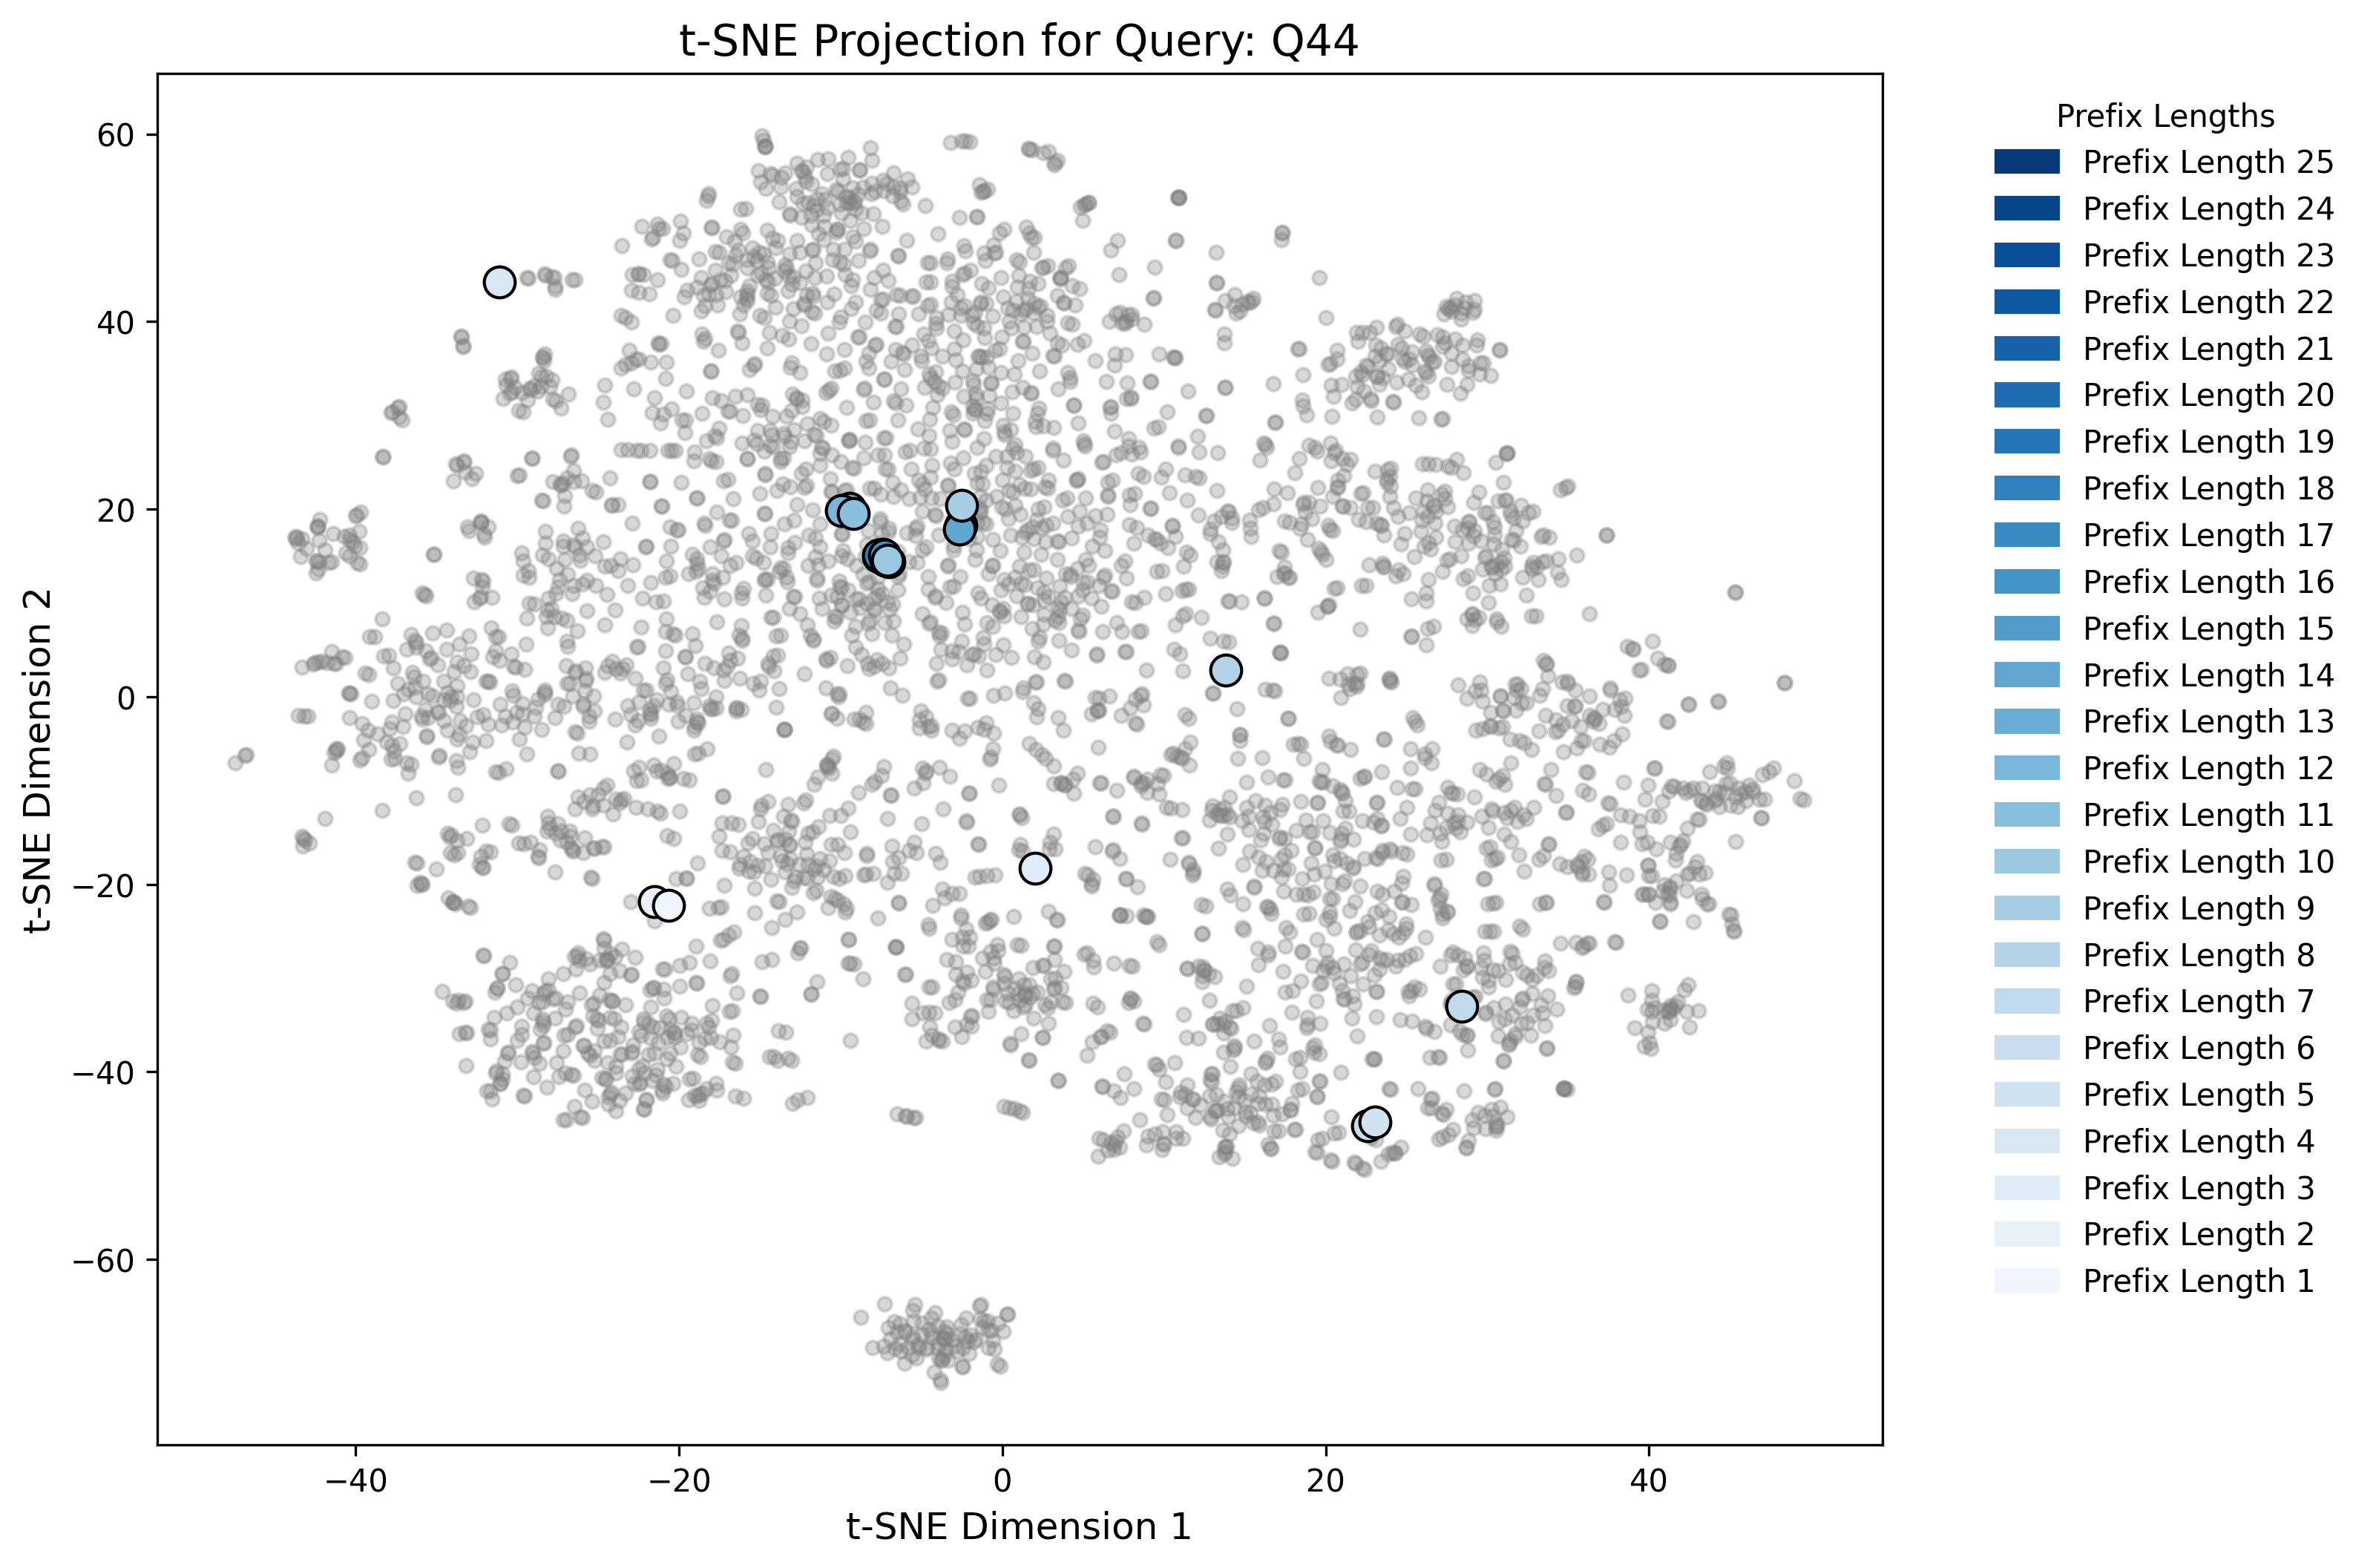 t-SNE Projection for Query: Q44
t-SNE Dimension 2
60
40
20
0
−20
−40
−60
−40
−20
0
20
40
t-SNE Dimension 1
Prefix Lengths
Prefix Length 25
Prefix Length 24
Prefix Length 23
Prefix Length 22
Prefix Length 21
Prefix Length 20
Prefix Length 19
Prefix Length 18
Prefix Length 17
Prefix Length 16
Prefix Length 15
Prefix Length 14
Prefix Length 13
Prefix Length 12
Prefix Length 11
Prefix Length 10
Prefix Length 9
Prefix Length 8
Prefix Length 7
Prefix Length 6
Prefix Length 5
Prefix Length 4
Prefix Length 3
Prefix Length 2
Prefix Length 1